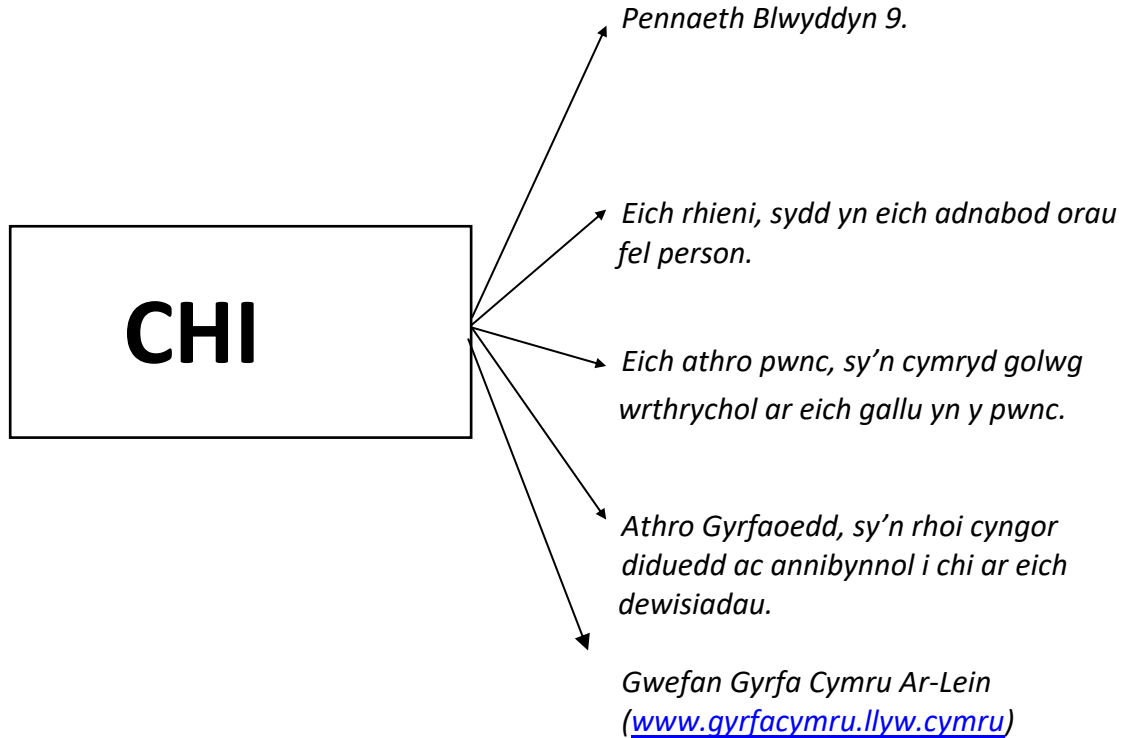 Pennaeth Blwyddyn 9.
Eich rhieni, sydd yn eich adnabod orau
fel person.
CHI
Eich athro pwnc, sy’n cymryd golwg
wrthrychol ar eich gallu yn y pwnc.
Athro Gyrfaoedd, sy’n rhoi cyngor
diduedd ac annibynnol i chi ar eich
dewisiadau.
Gwefan Gyrfa Cymru Ar-Lein
(www.gyrfacymru.llyw.cymru)